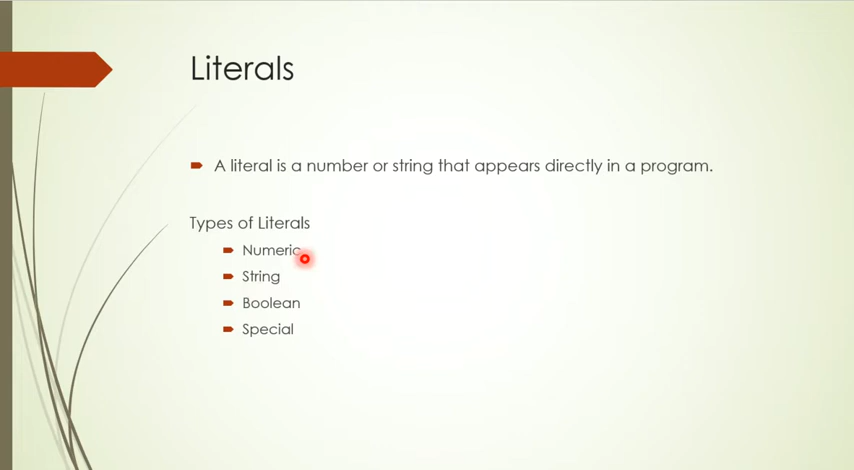 Literals
A literal is a number or string that appears directly in a program.
Types of Literals
Numeric
String
Boolean
Special